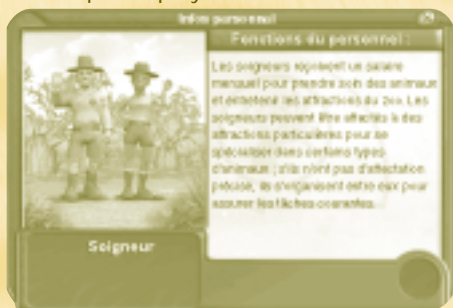 Infos personnel
Fonctions du personnel :
Les soigneurs reçoivent un salaire
mensuel pour prendre soin des animaux
et entretenir les attractions du zoo. Les
soigneurs peuvent être affectés à des
attractions particulières pour se
spécialiser dans certains types
d'animaux ; s'ils n'ont pas d'affectation
précise, ils s'organisent entre eux pour
assurer les tâches courantes.
Soigneur